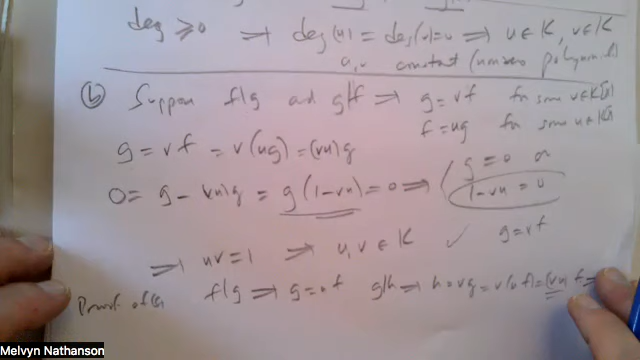 deg ≥ 0 ⟹ deg(u) = deg(v) = 0 ⟹ u ∈ K, v ∈ K
u, v constant (nonzero polynomial)
(b) Suppose f|g and g|f ⟹ g = vf for some v ∈ K[x]
f = ug for some u ∈ K[x]
g = vf = v(ug) = (vu)g
0 = g - (vu)g = g(1-vu) = 0 ⟹ g = 0 or
1-vu = 0
⟹ uv = 1 ⟹ u, v ∈ K ✓ g = vf
Proof of f|g ⟹ g = uf g|h ⟹ h = vg = v(uf) = (vu)f ⟹
Melvyn Nathanson